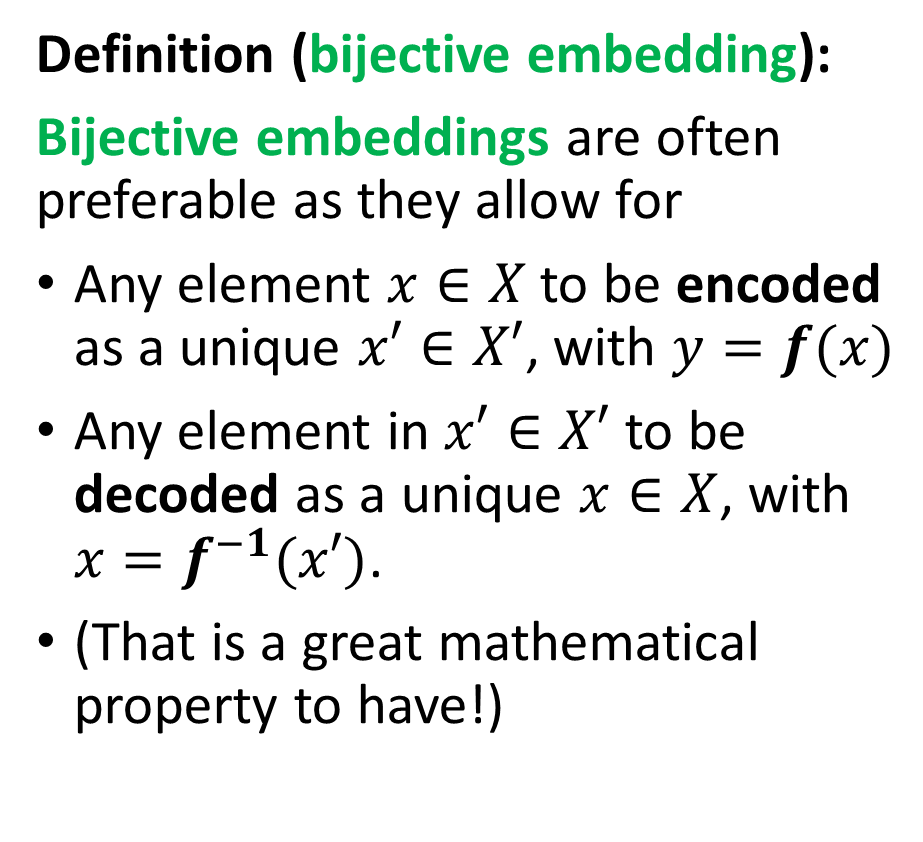 Definition (bijective embedding):
Bijective embeddings are often
preferable as they allow for
• Any element x ∈ X to be encoded
as a unique x′ ∈ X′, with y = f(x)
• Any element in x′ ∈ X′ to be
decoded as a unique x ∈ X, with
x = f⁻¹(x′).
• (That is a great mathematical
property to have!)